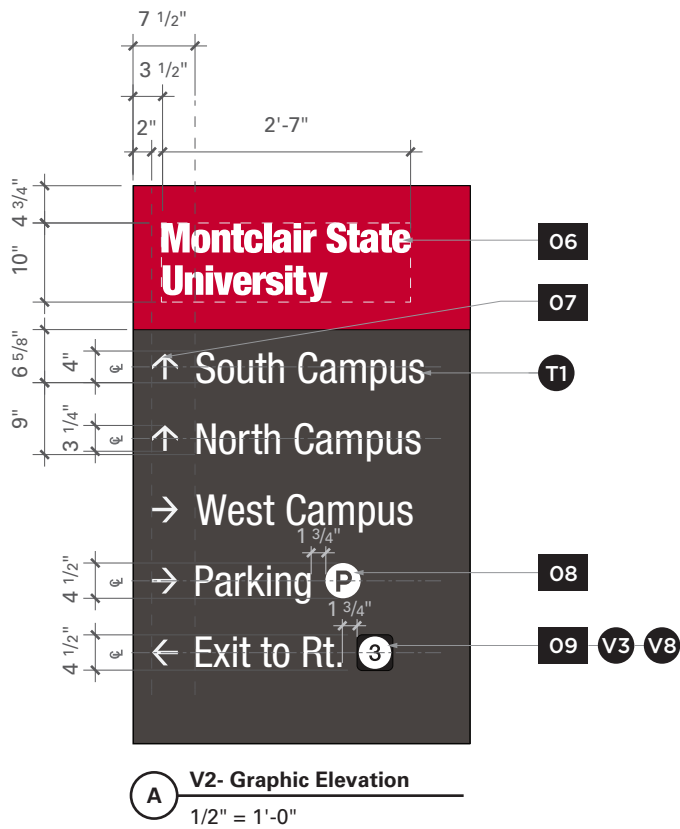 7 1/2"
3 1/2"
2"
2'-7"
4 3/4"
10"
6 5/8"
9"
4"
3 1/4"
4 1/2"
4 1/2"
Montclair State
University
06
07
South Campus
T1
North Campus
West Campus
1 3/4"
Parking P
08
1 3/4"
Exit to Rt. 3
09 V3 V8
A
V2- Graphic Elevation
1/2" = 1'-0"